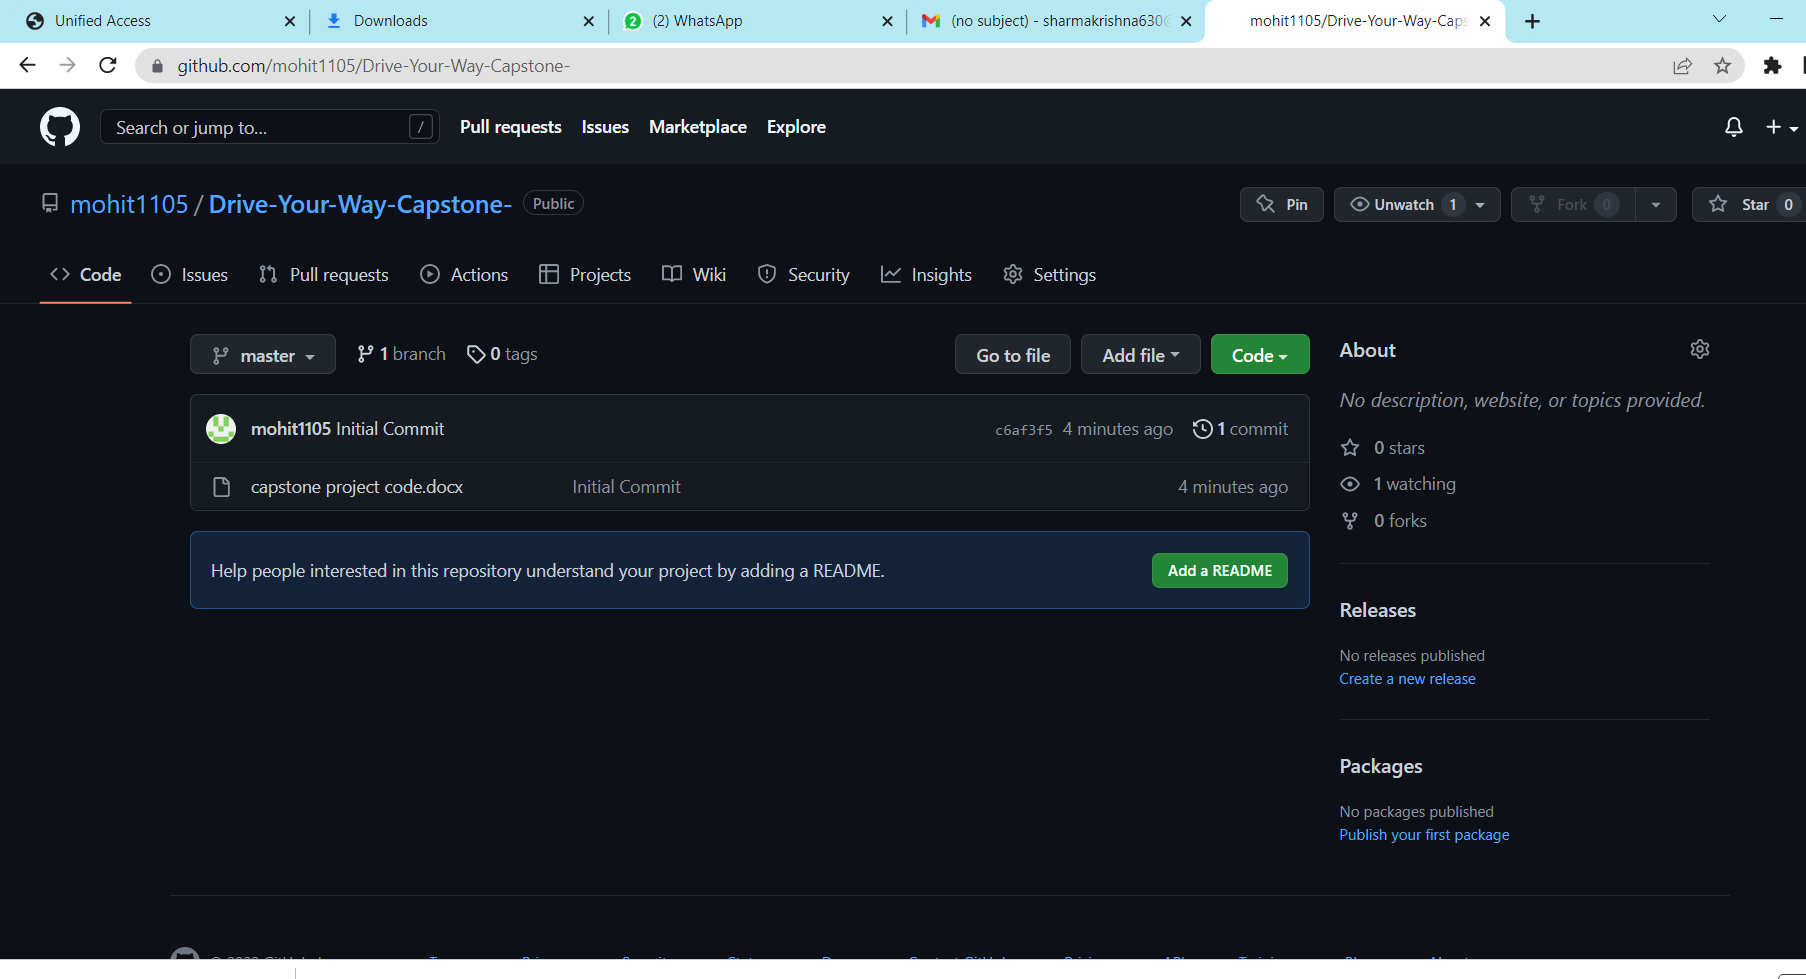 Unified Access
Downloads
2 (2) WhatsApp
(no subject) - sharmakrishna630@
mohit1105/Drive-Your-Way-Caps
github.com/mohit1105/Drive-Your-Way-Capstone-
Search or jump to... /
Pull requests Issues Marketplace Explore
mohit1105 / Drive-Your-Way-Capstone- Public
Pin Unwatch 1 Fork 0 Star 0
Code Issues Pull requests Actions Projects Wiki Security Insights Settings
master 1 branch 0 tags Go to file Add file Code
mohit1105 Initial Commit c6af3f5 4 minutes ago 1 commit
capstone project code.docx Initial Commit 4 minutes ago
Help people interested in this repository understand your project by adding a README. Add a README
About
No description, website, or topics provided.
0 stars
1 watching
0 forks
Releases
No releases published
Create a new release
Packages
No packages published
Publish your first package